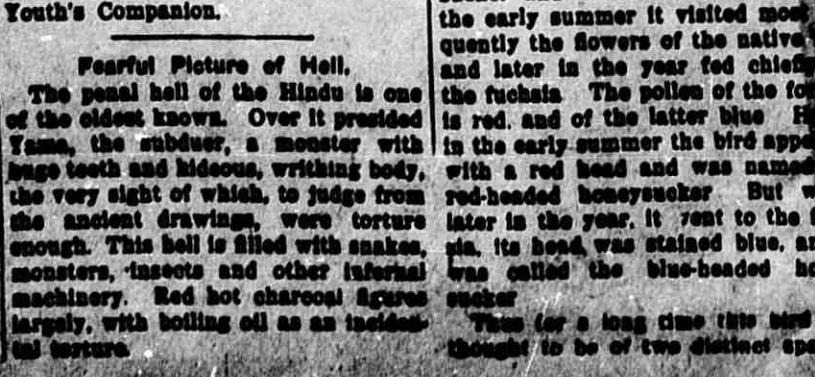 Youth's Companion.
Fearful Picture of Hell.
The penal hell of the Hindu is one
of the oldest known. Over it presided
Yama, the subduer, a monster with
huge teeth and hideous, writhing body,
the very sight of which, to judge from
the ancient drawings, were torture
enough. This hell is filled with snakes,
monsters, insects and other infernal
machinery. Red hot charcoal figures
largely, with boiling oil as an inciden-
tal torture.
the early summer it visited most
quently the flowers of the native
and later in the year fed chiefly
the fuchsia The pollen of the
is red, and of the latter blue
in the early summer the bird
with a red head and was named
red-headed honeysucker But
later in the year, it went to the
its head was stained blue,
was called the blue-headed
sucker
Thus for a long time this bird
thought to be of two distinct